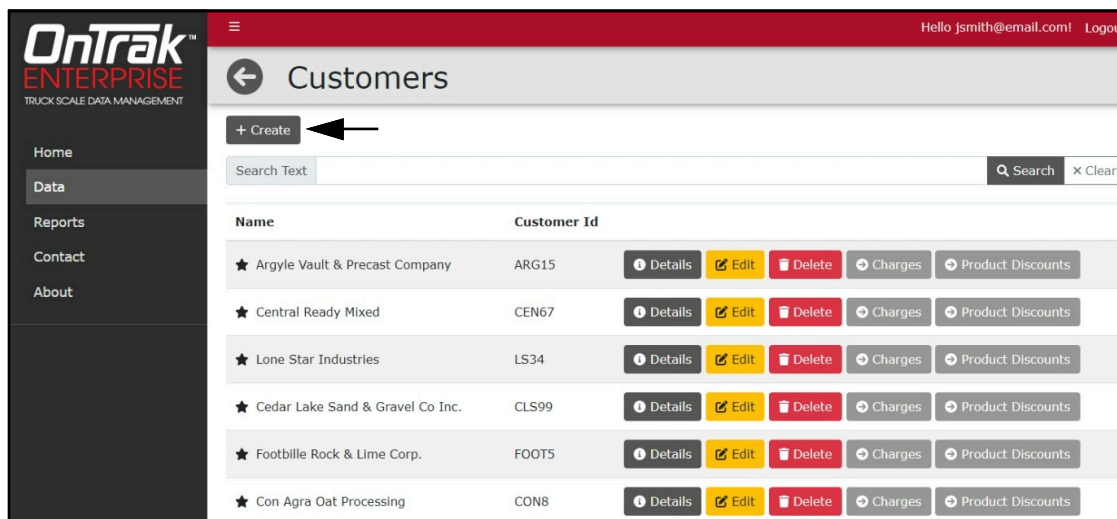 OnTrak™
ENTERPRISE
TRUCK SCALE DATA MANAGEMENT
Home
Data
Reports
Contact
About
Hello jsmith@email.com! Logou
Customers
+ Create
Search Text Search × Clear
Name Customer Id
Argyle Vault & Precast Company ARG15 Details Edit Delete Charges Product Discounts
Central Ready Mixed CEN67 Details Edit Delete Charges Product Discounts
Lone Star Industries LS34 Details Edit Delete Charges Product Discounts
Cedar Lake Sand & Gravel Co Inc. CLS99 Details Edit Delete Charges Product Discounts
Footbille Rock & Lime Corp. FOOT5 Details Edit Delete Charges Product Discounts
Con Agra Oat Processing CON8 Details Edit Delete Charges Product Discounts